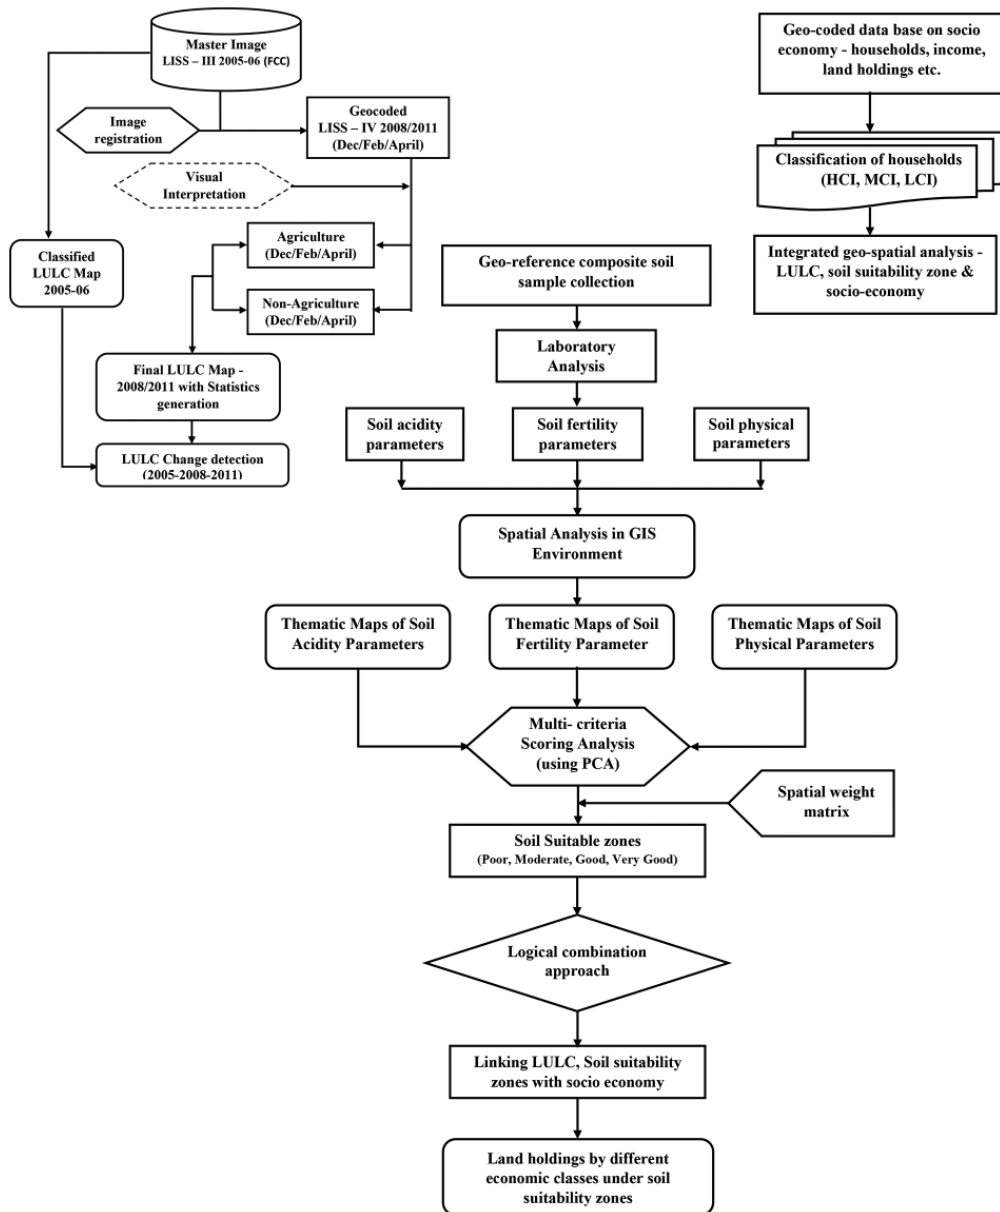 Master Image
LISS – III 2005-06 (FCC)
Image
registration
Geocoded
LISS – IV 2008/2011
(Dec/Feb/April)
Visual
Interpretation
Agriculture
(Dec/Feb/April)
Classified
LULC Map
2005-06
Non-Agriculture
(Dec/Feb/April)
Final LULC Map -
2008/2011 with Statistics
generation
LULC Change detection
(2005-2008-2011)
Geo-coded data base on socio
economy - households, income,
land holdings etc.
Classification of households
(HCI, MCI, LCI)
Integrated geo-spatial analysis -
LULC, soil suitability zone &
socio-economy
Geo-reference composite soil
sample collection
Laboratory
Analysis
Soil acidity
parameters
Soil fertility
parameters
Soil physical
parameters
Spatial Analysis in GIS
Environment
Thematic Maps of Soil
Acidity Parameters
Thematic Maps of Soil
Fertility Parameter
Thematic Maps of Soil
Physical Parameters
Multi- criteria
Scoring Analysis
(using PCA)
Spatial weight
matrix
Soil Suitable zones
(Poor, Moderate, Good, Very Good)
Logical combination
approach
Linking LULC, Soil suitability
zones with socio economy
Land holdings by different
economic classes under soil
suitability zones